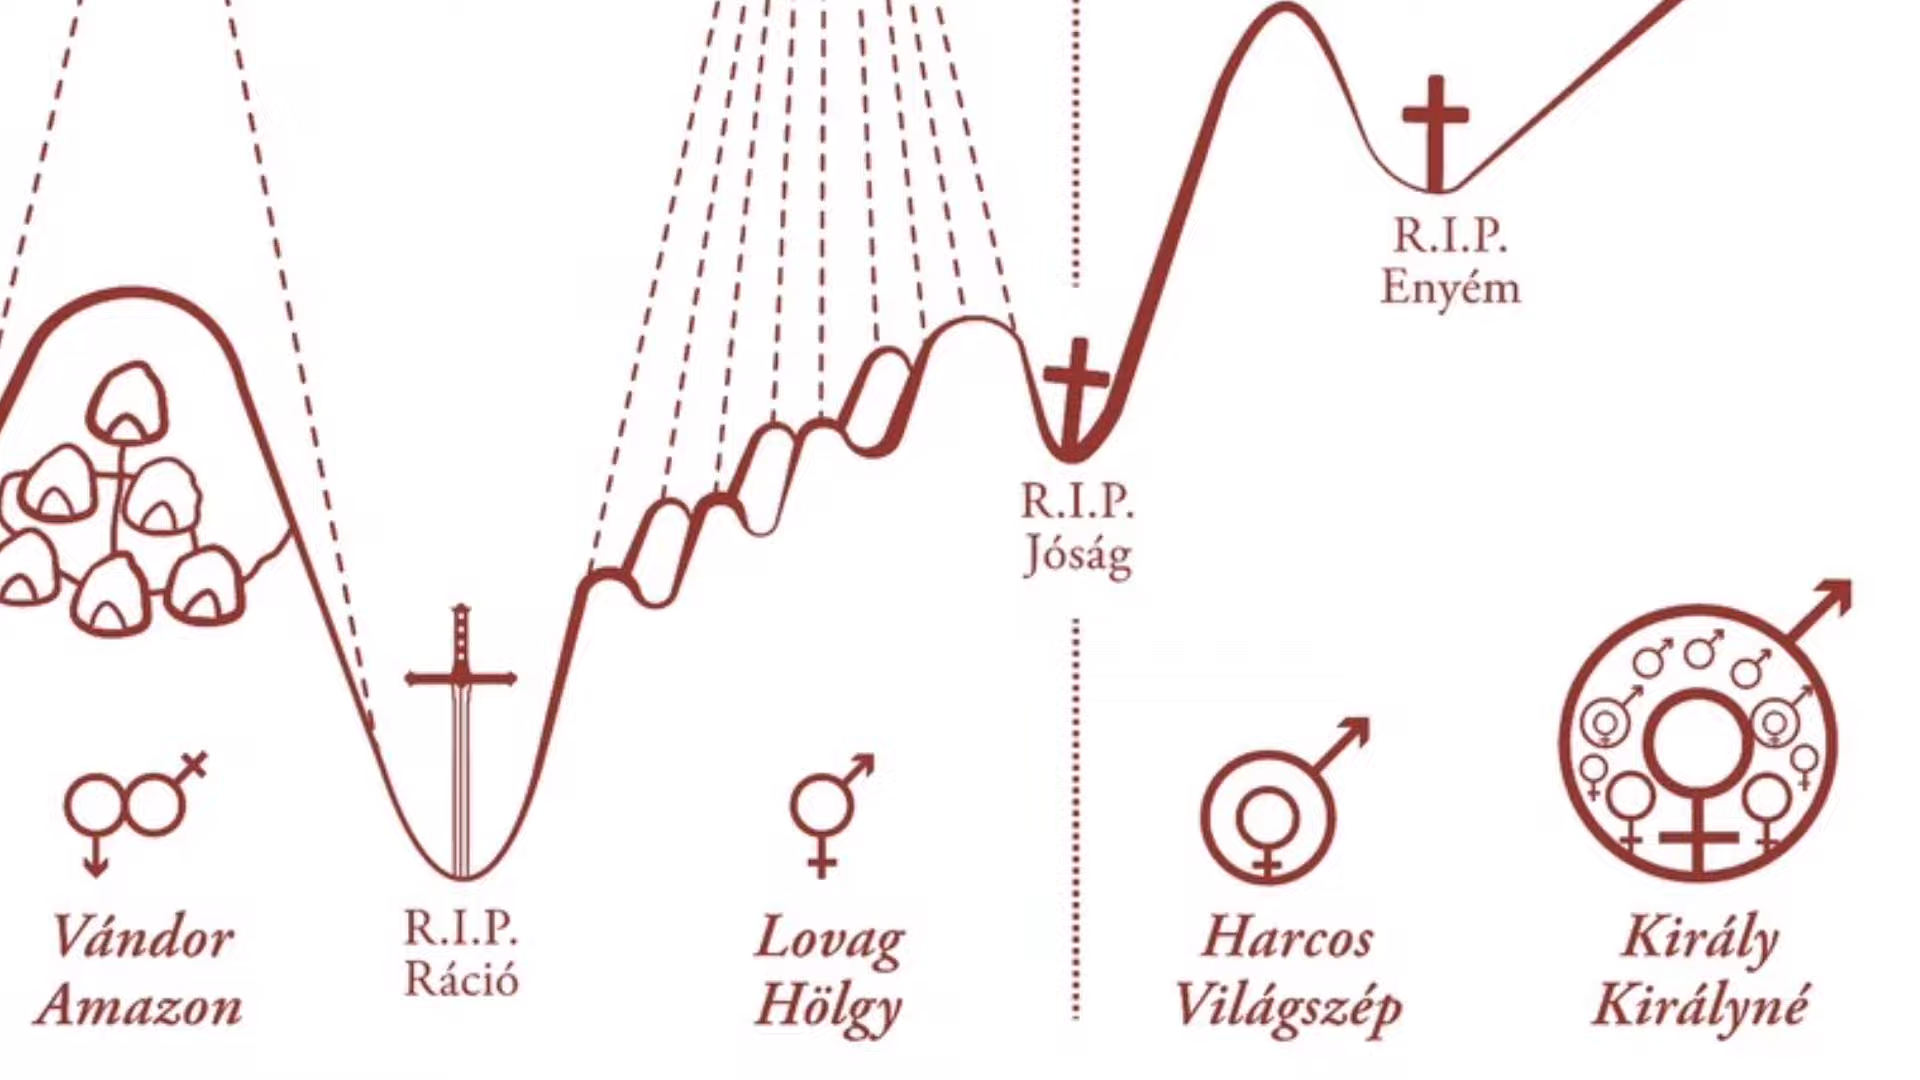 R.I.P.
Enyém
R.I.P.
Jóság
Vándor
Amazon
R.I.P.
Ráció
Lovag
Hölgy
Harcos
Világszép
Király
Királyné